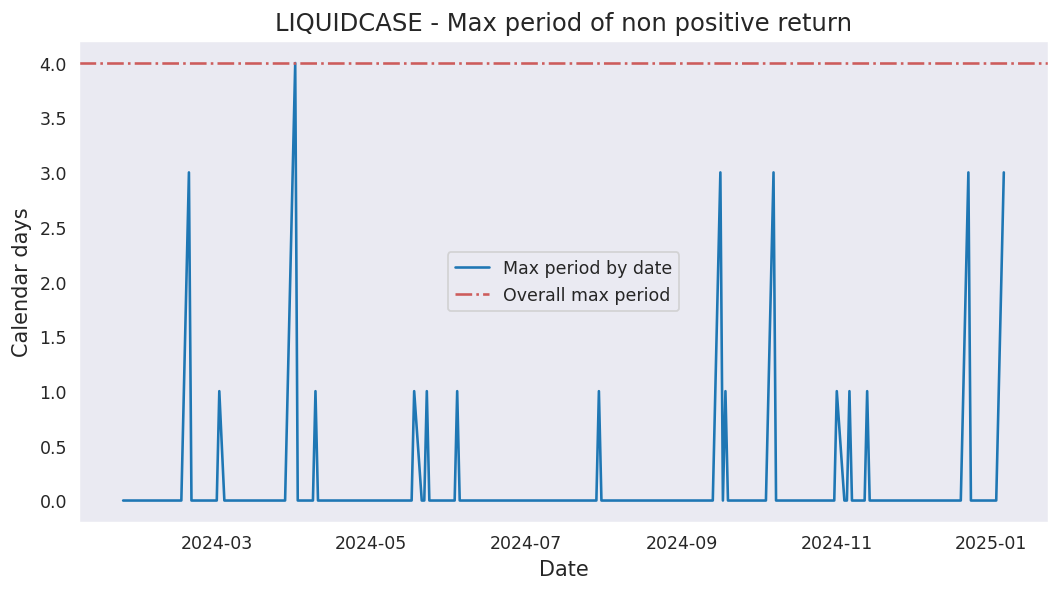 LIQUIDCASE - Max period of non positive return
Calendar days
4.0
3.5
3.0
2.5
2.0
1.5
1.0
0.5
0.0
Max period by date
Overall max period
2024-03 2024-05 2024-07 2024-09 2024-11 2025-01
Date